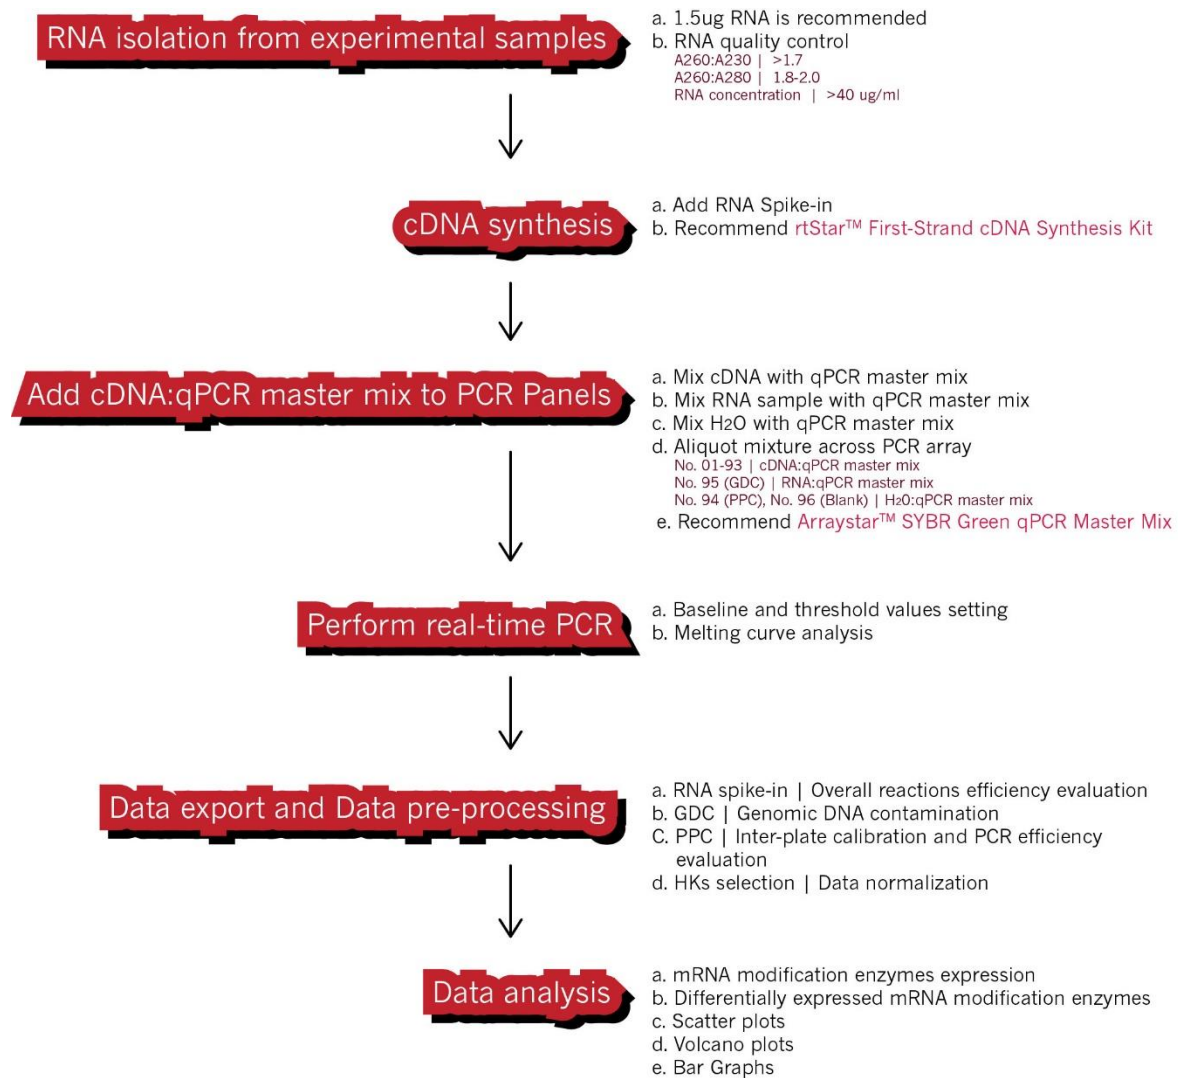 RNA isolation from experimental samples
a. 1.5ug RNA is recommended
b. RNA quality control
A260:A230 | >1.7
A260:A280 | 1.8-2.0
RNA concentration | >40 ug/ml
cDNA synthesis
a. Add RNA Spike-in
b. Recommend rtStar™ First-Strand cDNA Synthesis Kit
Add cDNA:qPCR master mix to PCR Panels
a. Mix cDNA with qPCR master mix
b. Mix RNA sample with qPCR master mix
c. Mix H2O with qPCR master mix
d. Aliquot mixture across PCR array
No. 01-93 | cDNA:qPCR master mix
No. 95 (GDC) | RNA:qPCR master mix
No. 94 (PPC), No. 96 (Blank) | H20:qPCR master mix
e. Recommend Arraystar™ SYBR Green qPCR Master Mix
Perform real-time PCR
a. Baseline and threshold values setting
b. Melting curve analysis
Data export and Data pre-processing
a. RNA spike-in | Overall reactions efficiency evaluation
b. GDC | Genomic DNA contamination
C. PPC | Inter-plate calibration and PCR efficiency
evaluation
d. HKs selection | Data normalization
Data analysis
a. mRNA modification enzymes expression
b. Differentially expressed mRNA modification enzymes
c. Scatter plots
d. Volcano plots
e. Bar Graphs